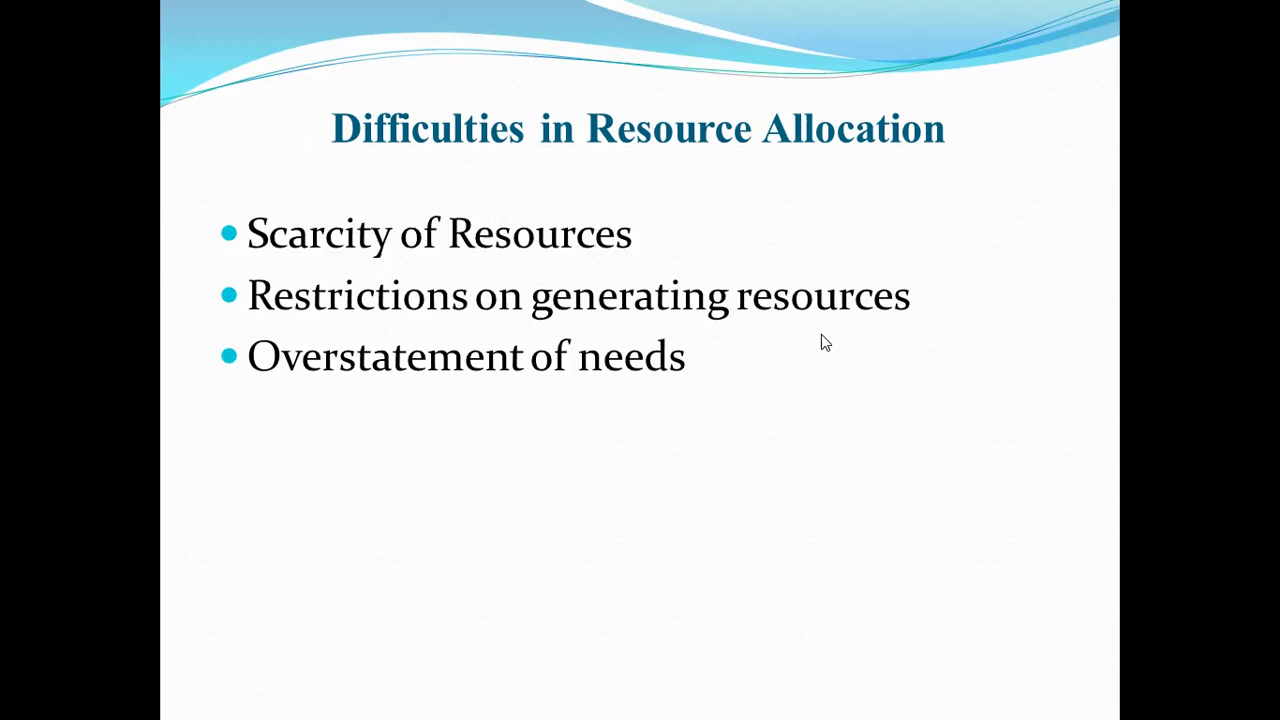 Difficulties in Resource Allocation
• Scarcity of Resources
• Restrictions on generating resources
• Overstatement of needs